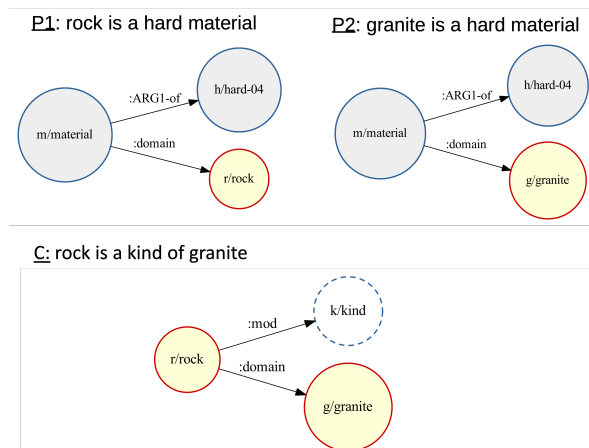 P1: rock is a hard material
P2: granite is a hard material
m/material
:ARG1-of
h/hard-04
:domain
r/rock
m/material
:ARG1-of
h/hard-04
:domain
g/granite
C: rock is a kind of granite
r/rock
:mod
k/kind
:domain
g/granite